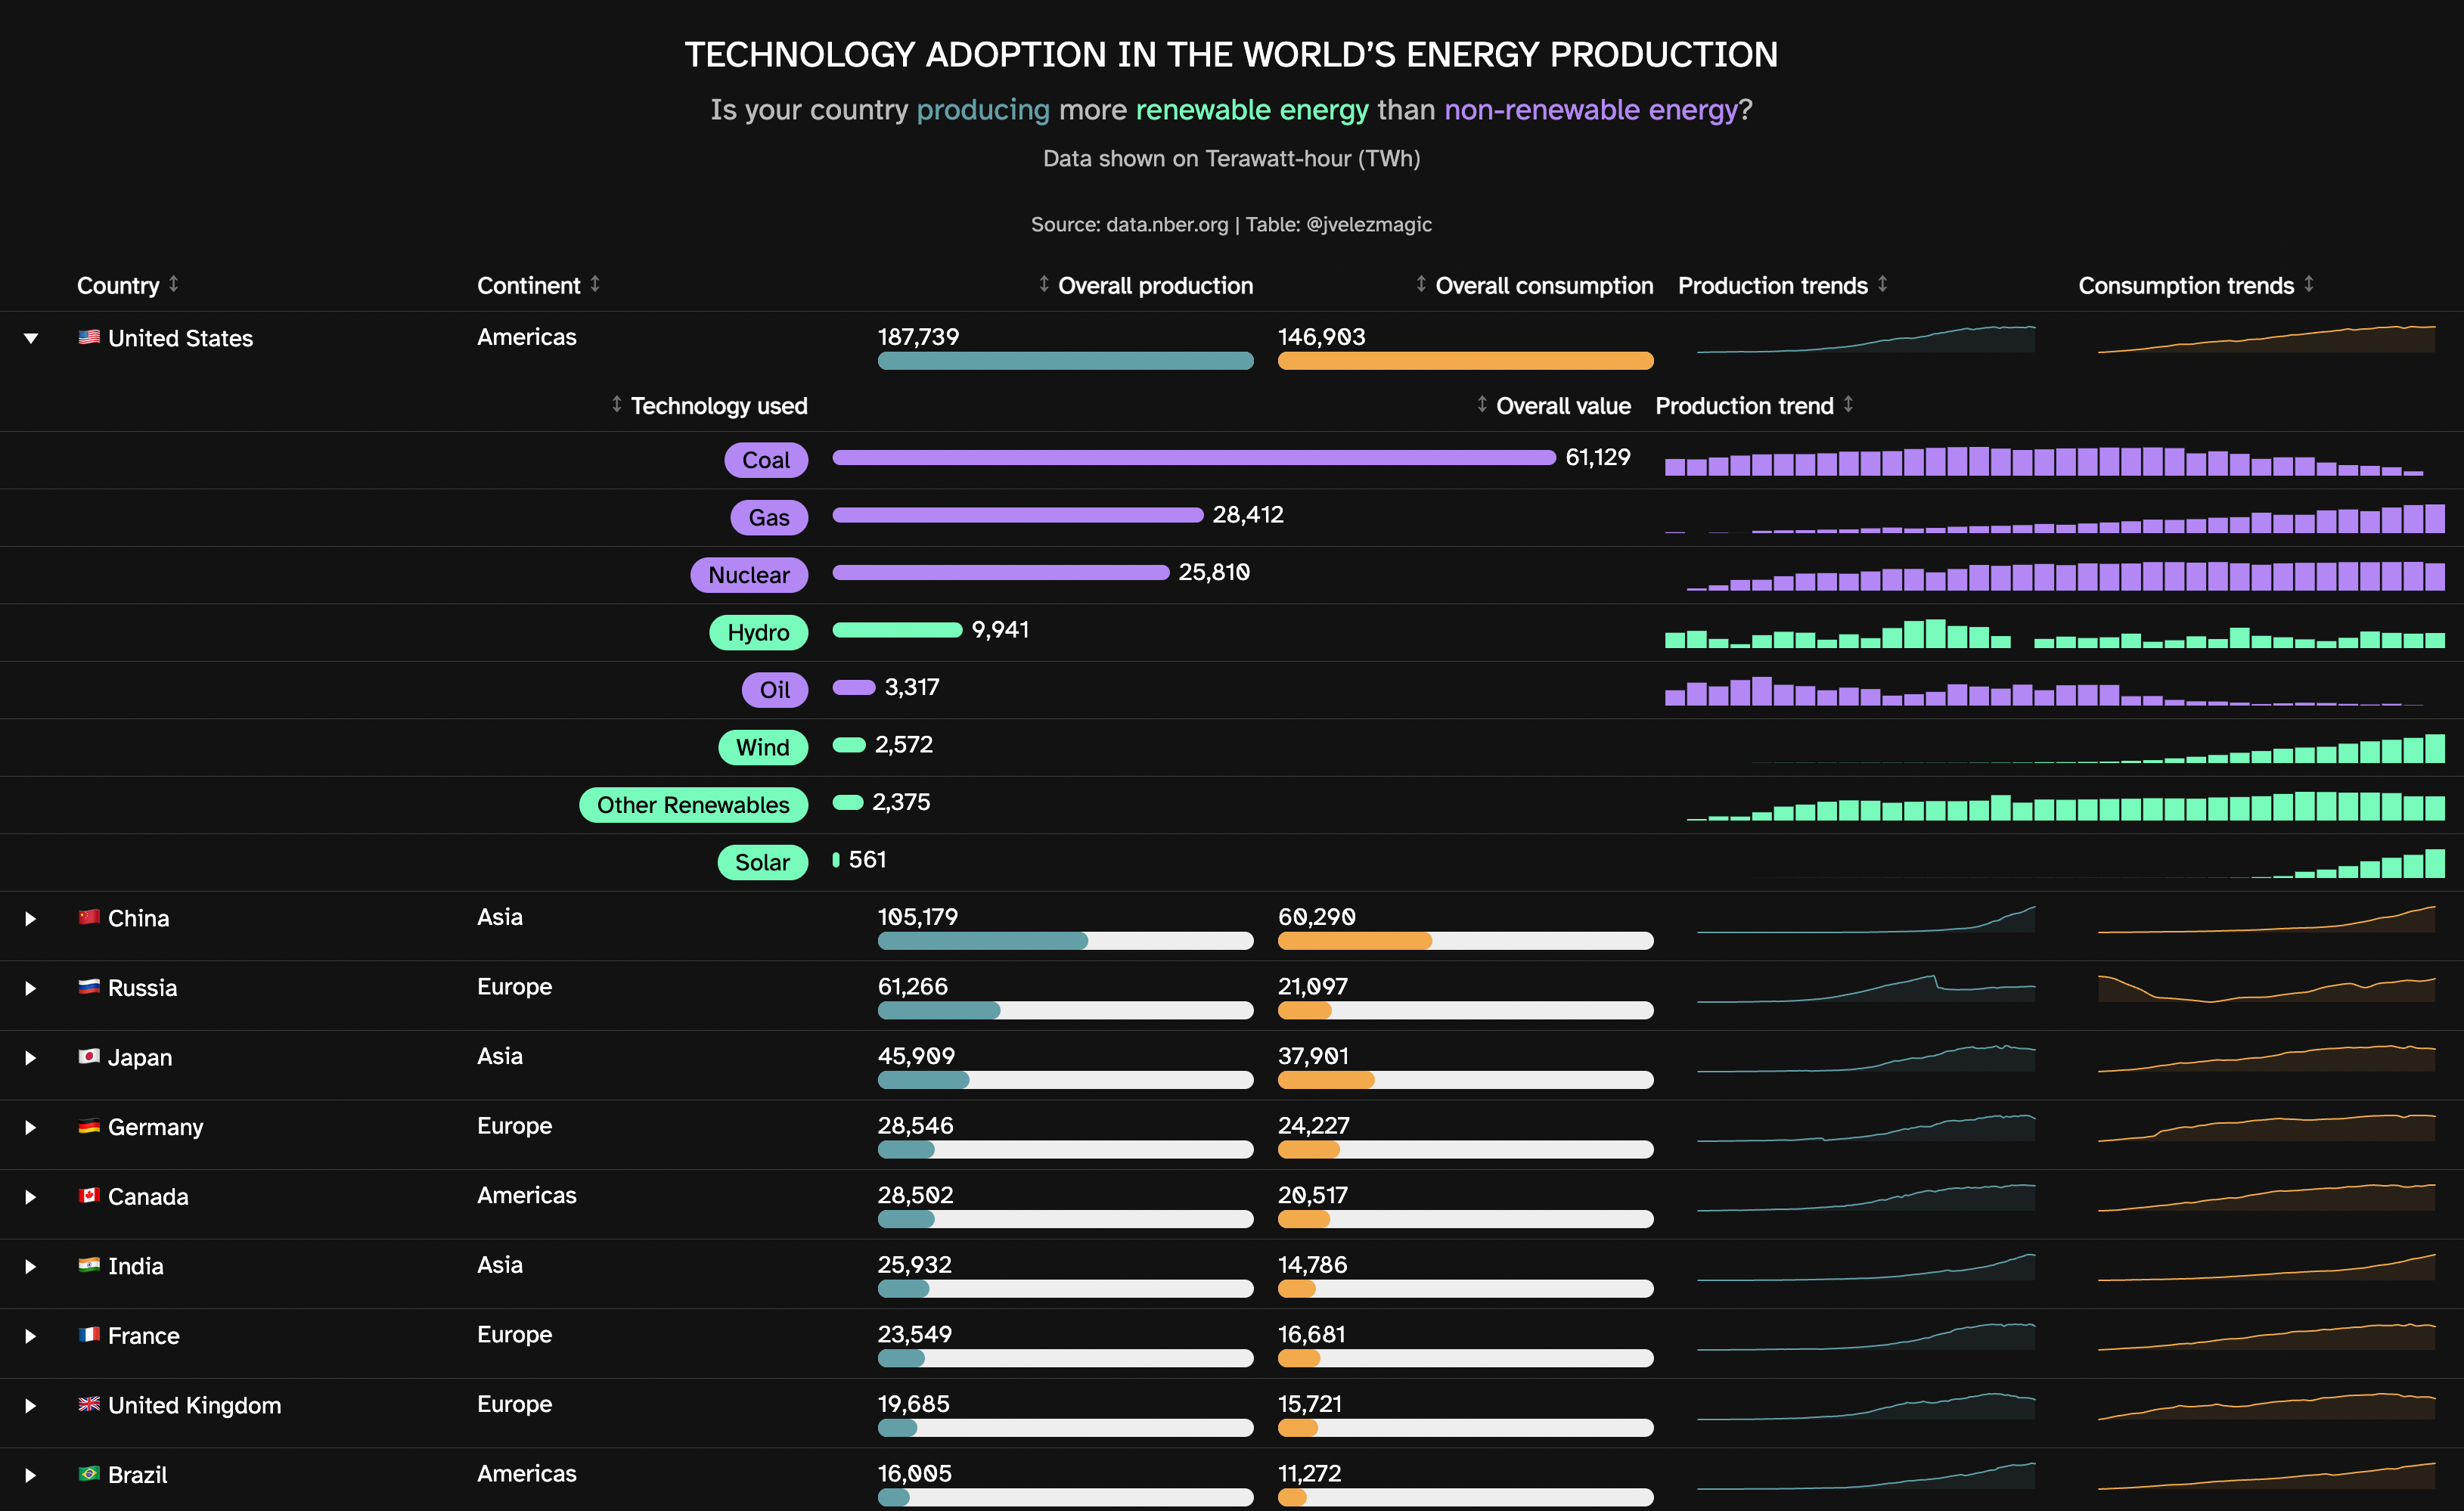 TECHNOLOGY ADOPTION IN THE WORLD’S ENERGY PRODUCTION
Is your country producing more renewable energy than non-renewable energy?
Data shown on Terawatt-hour (TWh)
Source: data.nber.org | Table: @jvelezmagic
Country Continent Overall production Overall consumption Production trends Consumption trends
United States Americas 187,739 146,903
Technology used Overall value Production trend
Coal 61,129
Gas 28,412
Nuclear 25,810
Hydro 9,941
Oil 3,317
Wind 2,572
Other Renewables 2,375
Solar 561
China Asia 105,179 60,290
Russia Europe 61,266 21,097
Japan Asia 45,909 37,901
Germany Europe 28,546 24,227
Canada Americas 28,502 20,517
India Asia 25,932 14,786
France Europe 23,549 16,681
United Kingdom Europe 19,685 15,721
Brazil Americas 16,005 11,272